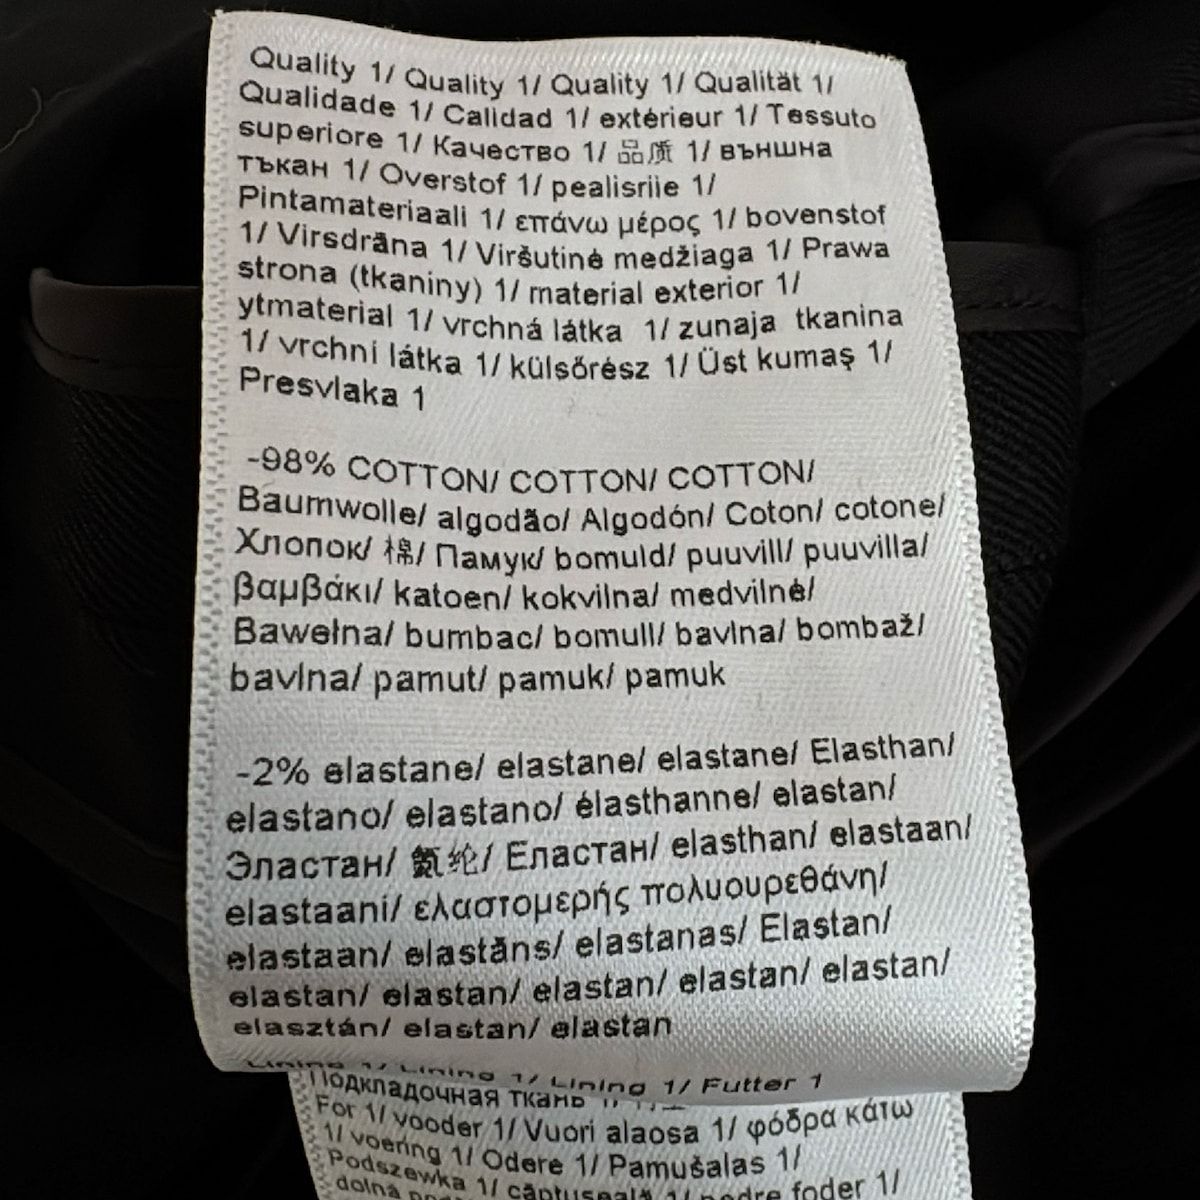 Quality 1/ Quality 1/ Quality 1/ Qualität 1/
Qualidade 1/ Calidad 1/ extérieur 1/ Tessuto
superiore 1/ Качество 1/ 品质 1/ външна
тъкан 1/ Overstof 1/ pealisriie 1/
Pintamateriaali 1/ επάνω μέρος 1/ bovenstof
1/ Virsdrāna 1/ Viršutinė medžiaga 1/ Prawa
strona (tkaniny) 1/ material exterior 1/
ytmaterial 1/ vrchná látka 1/ zunaja tkanina
1/ vrchní látka 1/ külsőrész 1/ Üst kumaş 1/
Presvlaka 1
-98% COTTON/ COTTON/ COTTON/
Baumwolle/ algodão/ Algodón/ Coton/ cotone/
Хлопок/ 棉/ Памук/ bomuld/ puuvill/ puuvilla/
βαμβάκι/ katoen/ kokvilna/ medvilnė/
Bawełna/ bumbac/ bomull/ bavlna/ bombaž/
bavlna/ pamut/ pamuk/ pamuk
-2% elastane/ elastane/ elastane/ Elasthan/
elastano/ elastano/ élasthanne/ elastan/
Эластан/ 氨纶/ Еластан/ elasthan/ elastaan/
elastaani/ ελαστομερής πολυουρεθάνη/
elastaan/ elastāns/ elastanas/ Elastan/
elastan/ elastan/ elastan/ elastan/ elastan/
elasztán/ elastan/ elastan
Lining 1/ Lining 1/ Lining 1/ Futter 1
Подкладочная ткань
For 1/ vooder 1/ Vuori alaosa 1/ φόδρα κάτω
1/ voering 1/ Odere 1/ Pamušalas 1/
Podszewka 1/ 1/ nedre foder 1/
dolná